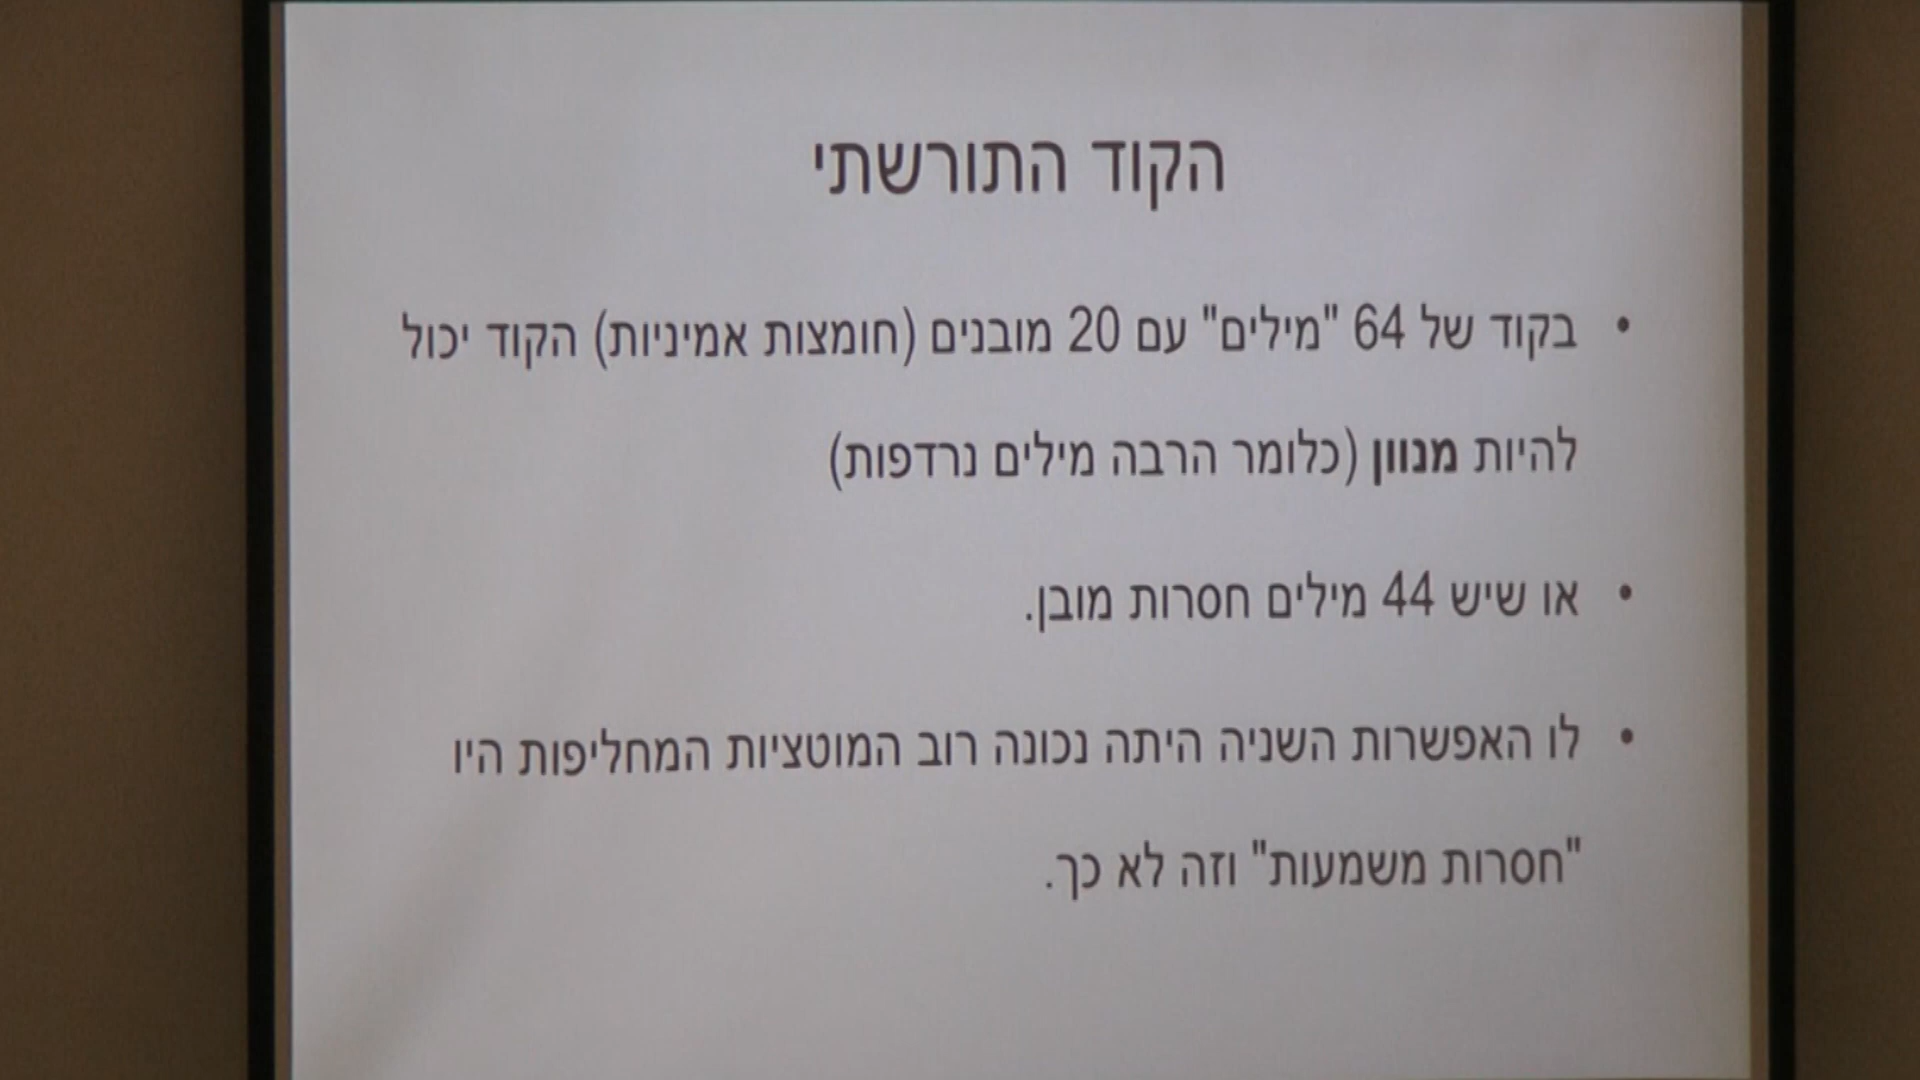 הקוד התורשתי
• בקוד של 64 "מילים" עם 20 מובנים (חומצות אמיניות) הקוד יכול
להיות מנוון (כלומר הרבה מילים נרדפות)
• או שיש 44 מילים חסרות מובן.
• לו האפשרות השניה היתה נכונה רוב המוטציות המחליפות היו
"חסרות משמעות" וזה לא כך.